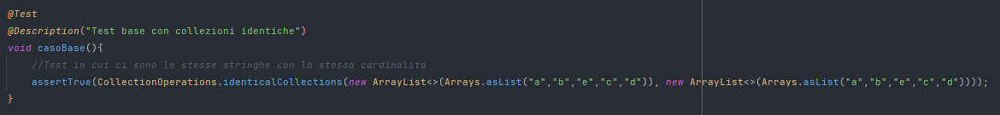 @Test
@Description("Test base con collezioni identiche")
void casoBase(){
//Test in cui ci sono le stesse stringhe con la stessa cardinalità
assertTrue(CollectionOperations.identicalCollections(new ArrayList<>(Arrays.asList("a","b","e","c","d")), new ArrayList<>(Arrays.asList("a","b","e","c","d"))));
}